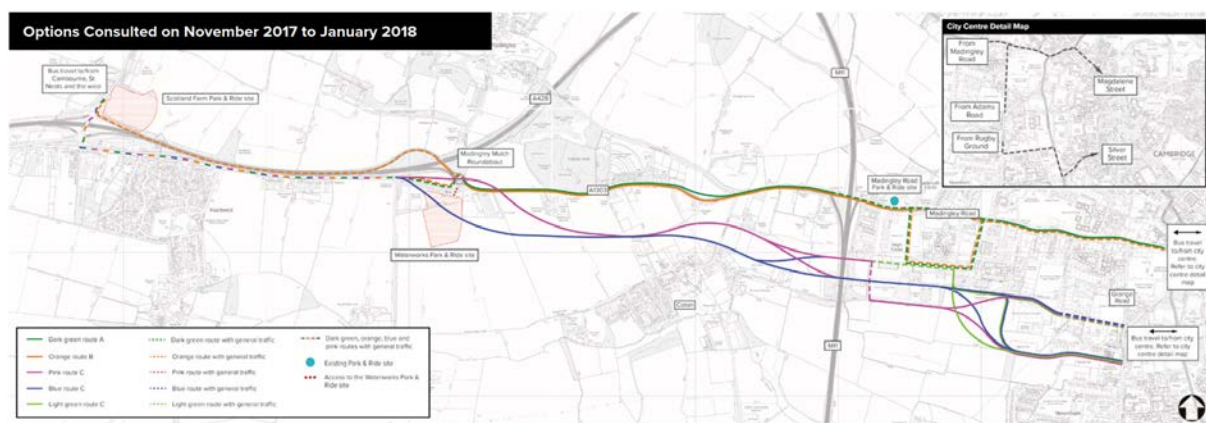 Options Consulted on November 2017 to January 2018
City Centre Detail Map
From
Madingley
Road
Magdalene
Street
From Adams
Road
From Rugby
Ground
Silver
Street
CAMBRIDGE
Bus travel to/from
Cambourne, St
Neots and the west
Scotland Farm Park & Ride site
M11
A428
Madingley Mulch
Roundabout
A1303
Madingley Road
Park & Ride site
Madingley Road
Hardwick
Waterworks Park & Ride site
Bus travel
to/from city
centre.
Refer to city
centre detail
map
Coton
Grange
Road
M11
Bus travel to/from city
centre. Refer to city
centre detail map
Newnham
Dark green route A
Orange route B
Pink route C
Blue route C
Light green route C
Dark green route with general traffic
Orange route with general traffic
Pink route with general traffic
Blue route with general traffic
Light green route with general traffic
Dark green, orange, blue and
pink routes with general traffic
Existing Park & Ride site
Access to the Waterworks Park &
Ride site